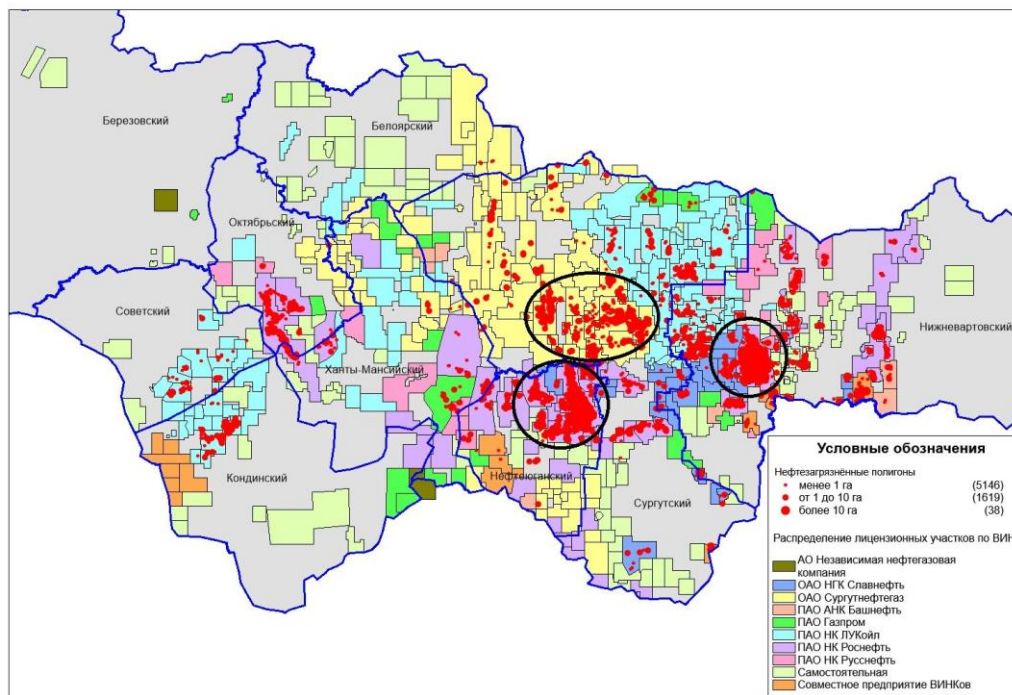 Березовский
Белоярский
Октябрьский
Советский
Нижневартовский
Ханты-Мансийский
Кондинский
Нефтеюганский
Сургутский
Условные обозначения
Нефтезагрязнённые полигоны
менее 1 га (5146)
от 1 до 10 га (1619)
более 10 га (38)
Распределение лицензионных участков по ВИН
АО Независимая нефтегазовая
компания
ОАО НГК Славнефть
ОАО Сургутнефтегаз
ПАО АНК Башнефть
ПАО Газпром
ПАО НК ЛУКойл
ПАО НК Роснефть
ПАО НК Русснефть
Самостоятельная
Совместное предприятие ВИНКов